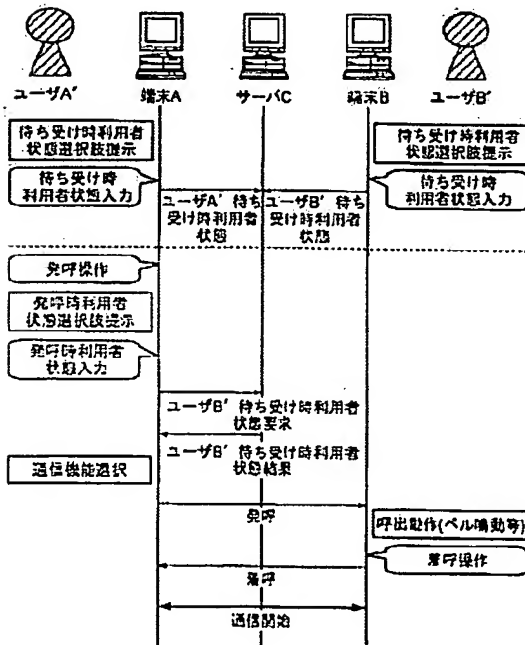 ユーザA′
端末A
サーバC
端末B
ユーザB′
待ち受け時利用者
状態選択肢提示
待ち受け時利用者
状態選択肢提示
待ち受け時
利用者状態入力
待ち受け時
利用者状態入力
ユーザA′ 待ち
受け時利用者
状態
ユーザB′ 待ち
受け時利用者
状態
発呼操作
発呼時利用者
状態選択肢提示
発呼時利用者
状態入力
ユーザB′ 待ち受け時利用者
状態要求
ユーザB′ 待ち受け時利用者
状態結果
通信機能選択
発呼
呼出動作(ベル鳴動等)
着呼操作
着呼
通信開始